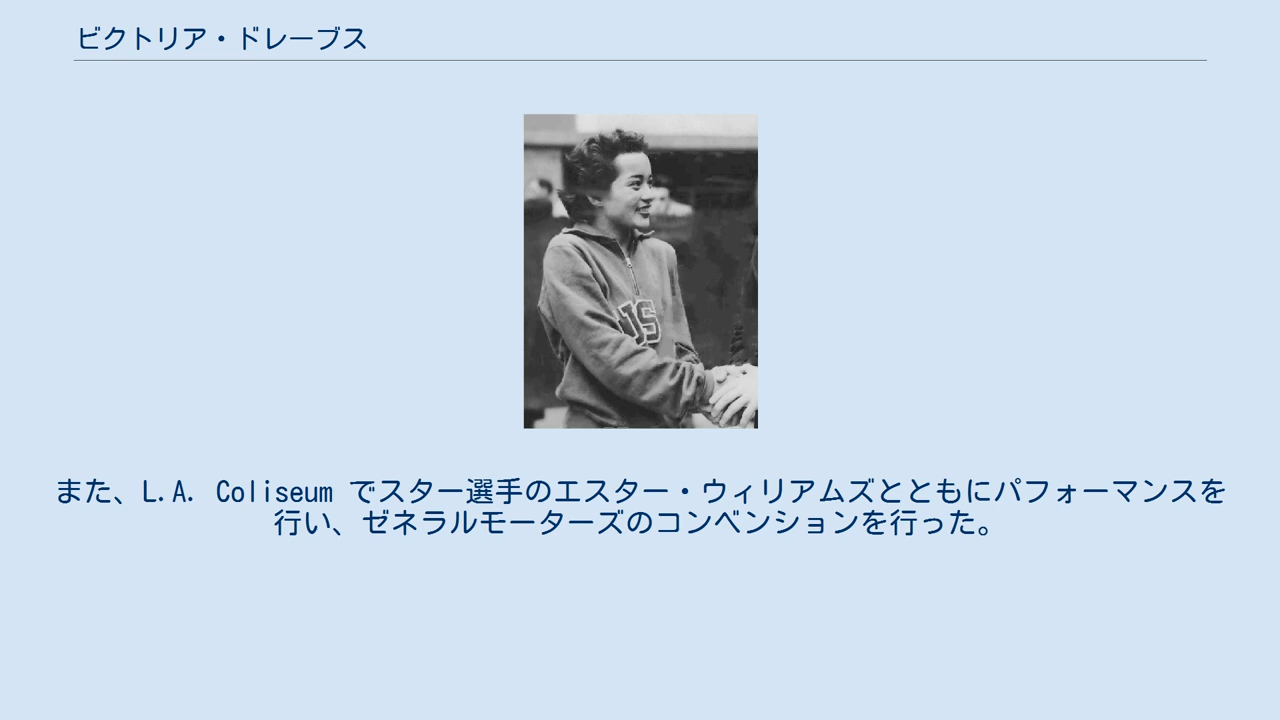 ビクトリア・ドレーブス
US
また、L.A. Coliseum でスター選手のエスター・ウィリアムズとともにパフォーマンスを
行い、ゼネラルモーターズのコンベンションを行った。